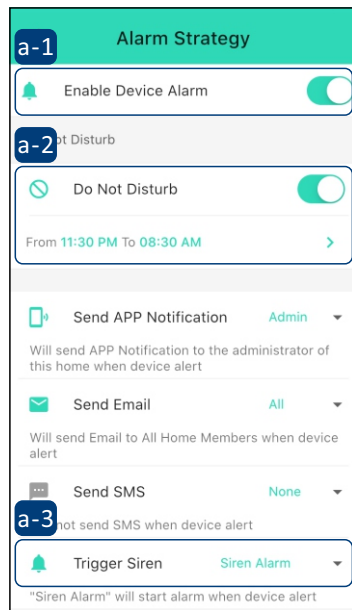 a-1
Alarm Strategy
Enable Device Alarm
a-2
t Disturb
Do Not Disturb
From 11:30 PM To 08:30 AM
Send APP Notification Admin
Will send APP Notification to the administrator of
this home when device alert
Send Email All
Will send Email to All Home Members when device
alert
Send SMS None
a-3
not send SMS when device alert
Trigger Siren Siren Alarm
"Siren Alarm" will start alarm when device alert